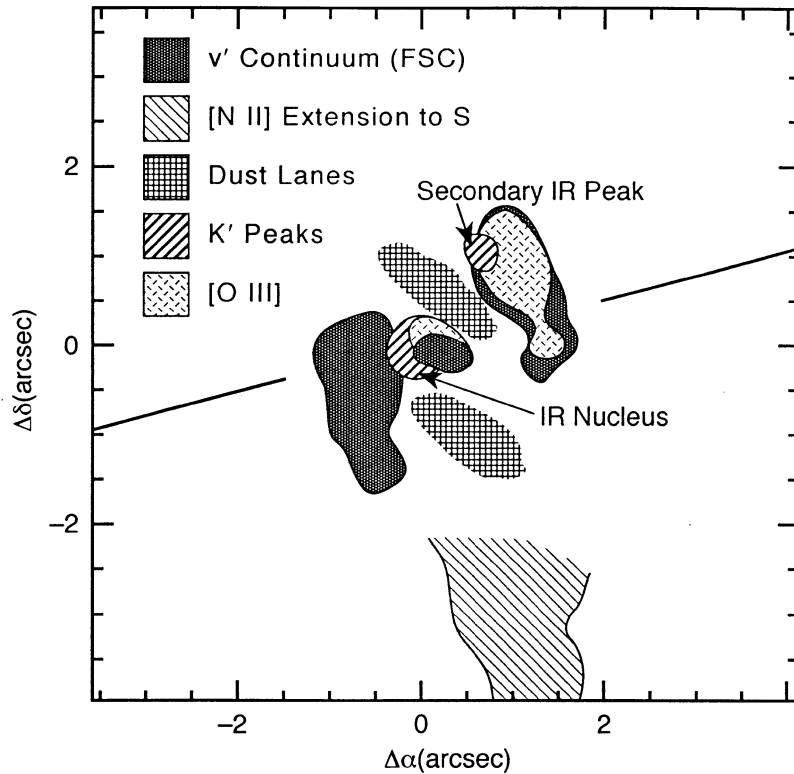 v′ Continuum (FSC)
[N II] Extension to S
Dust Lanes
K′ Peaks
[O III]
Secondary IR Peak
IR Nucleus
2
0
−2
Δδ(arcsec)
−2
0
2
Δα(arcsec)